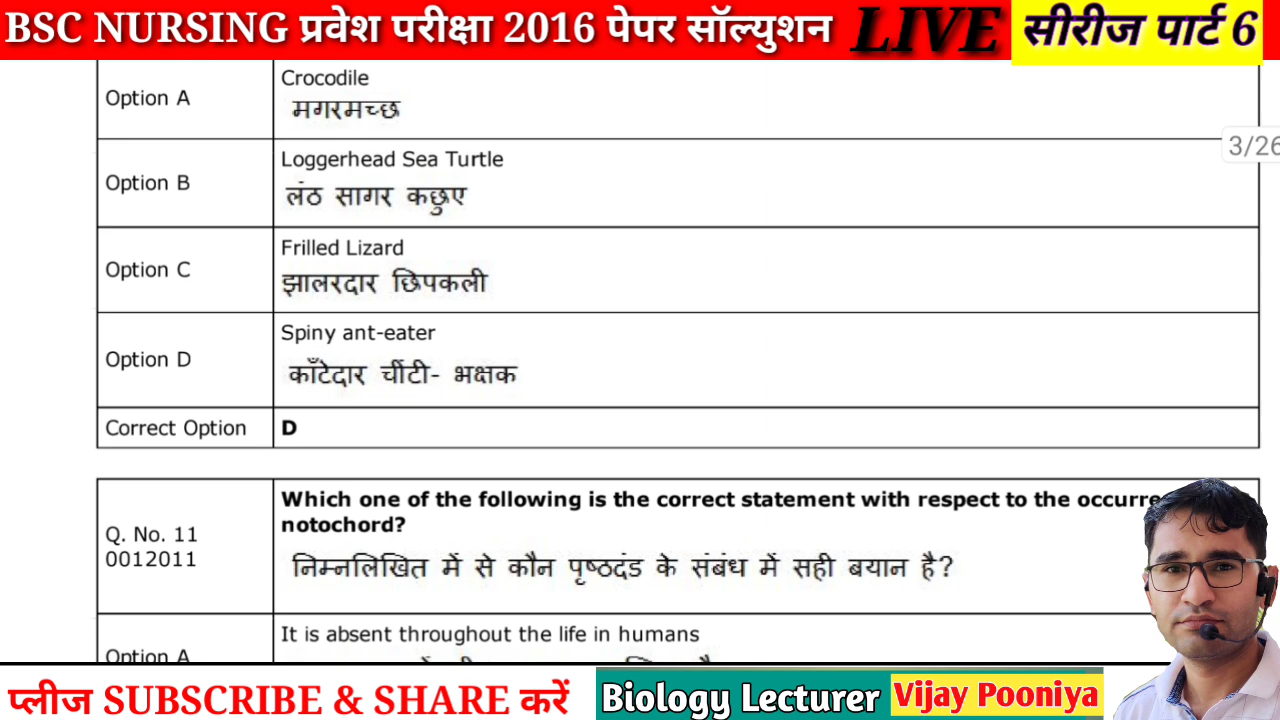 BSC NURSING प्रवेश परीक्षा 2016 पेपर सॉल्युशन LIVE सीरीज पार्ट 6
3/26
Option A
Crocodile
मगरमच्छ
Option B
Loggerhead Sea Turtle
लंठ सागर कछुए
Option C
Frilled Lizard
झालरदार छिपकली
Option D
Spiny ant-eater
काँटेदार चींटी- भक्षक
Correct Option D
Q. No. 11
0012011
Which one of the following is the correct statement with respect to the
notochord?
निम्नलिखित में से कौन पृष्ठदंड के संबंध में सही बयान है?
Option A
It is absent throughout the life in humans
प्लीज SUBSCRIBE & SHARE करें
Biology Lecturer Vijay Pooniya